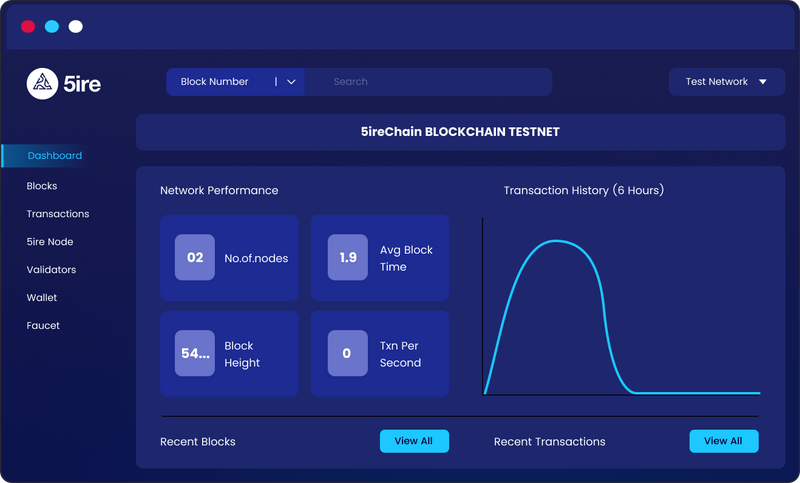 5ire
Block Number
Search
Test Network
5ireChain BLOCKCHAIN TESTNET
Dashboard
Blocks
Transactions
5ire Node
Validators
Wallet
Faucet
Network Performance
02
No.of.nodes
1.9
Avg Block
Time
54...
Block
Height
0
Txn Per
Second
Transaction History (6 Hours)
Recent Blocks
View All
Recent Transactions
View All